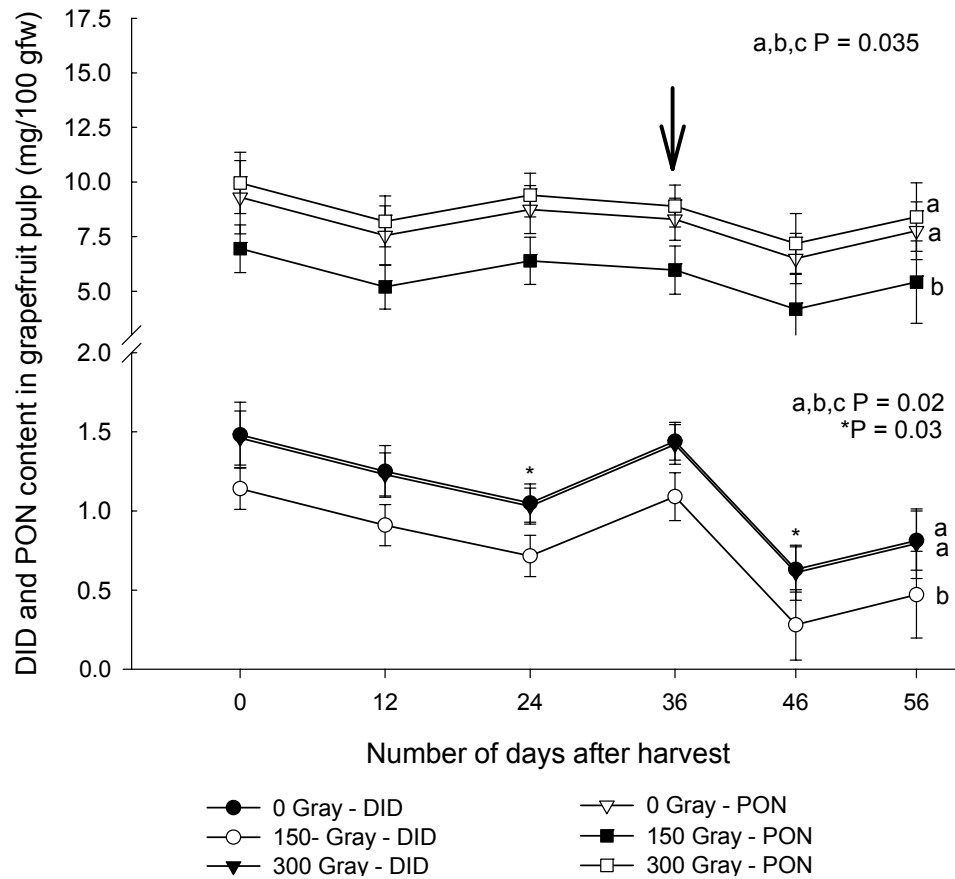 DID and PON content in grapefruit pulp (mg/100 gfw)
17.5
15.0
12.5
10.0
7.5
5.0
2.0
1.5
1.0
0.5
0.0
a,b,c P = 0.035
a
a
b
a,b,c P = 0.02
*P = 0.03
*
*
a
a
b
0 12 24 36 46 56
Number of days after harvest
0 Gray - DID
150- Gray - DID
300 Gray - DID
0 Gray - PON
150 Gray - PON
300 Gray - PON